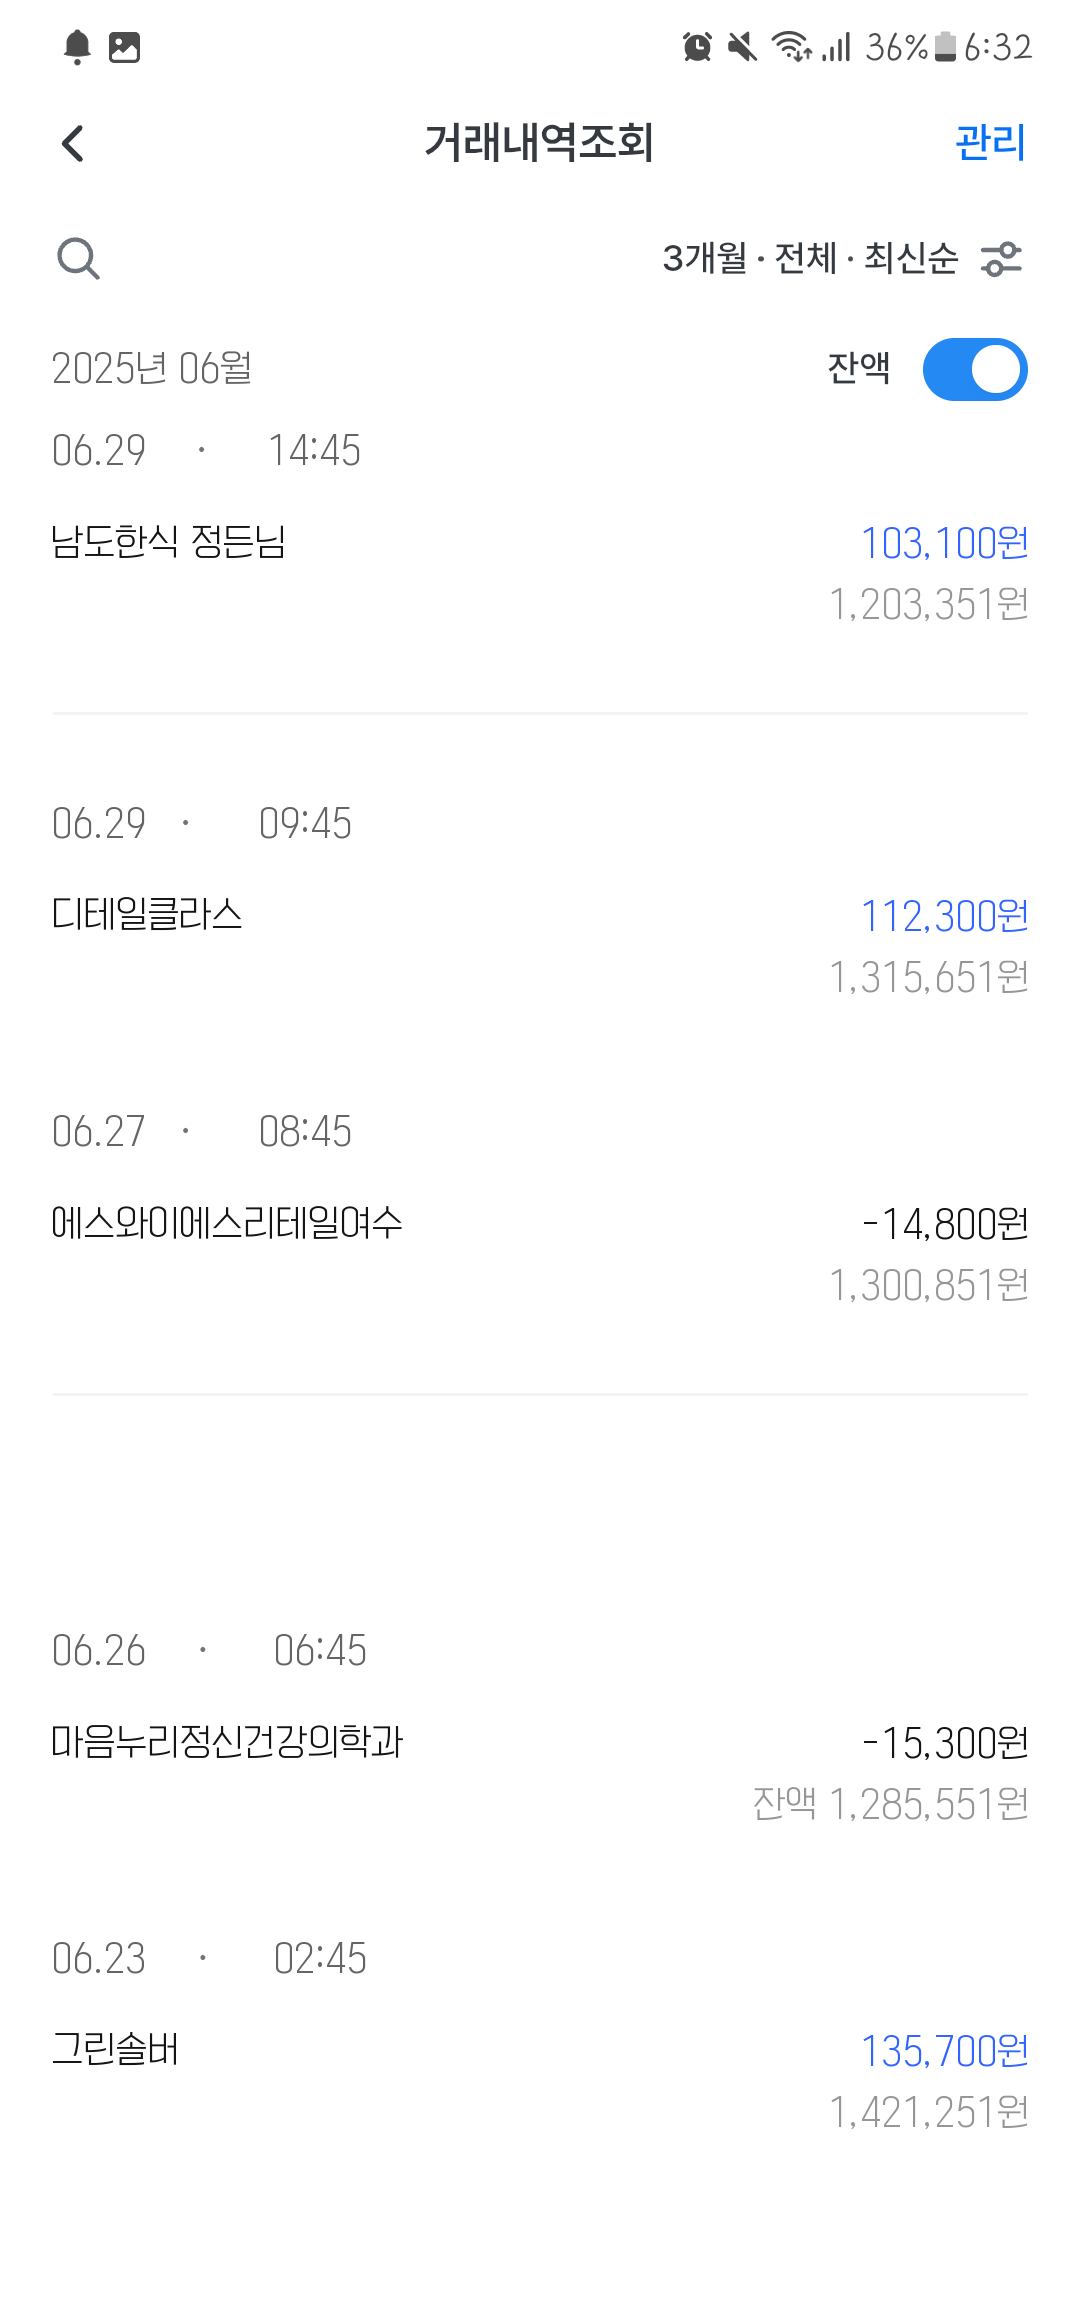 36% 6:32
거래내역조회 관리
3개월 · 전체 · 최신순
2025년 06월 잔액
06.29 · 14:45
남도한식 정든님 103,100원
1,203,351원
06.29 · 09:45
디테일클라스 112,300원
1,315,651원
06.27 · 08:45
에스와이에스리테일여수 -14,800원
1,300,851원
06.26 · 06:45
마음누리정신건강의학과 -15,300원
잔액 1,285,551원
06.23 · 02:45
그린솔버 135,700원
1,421,251원